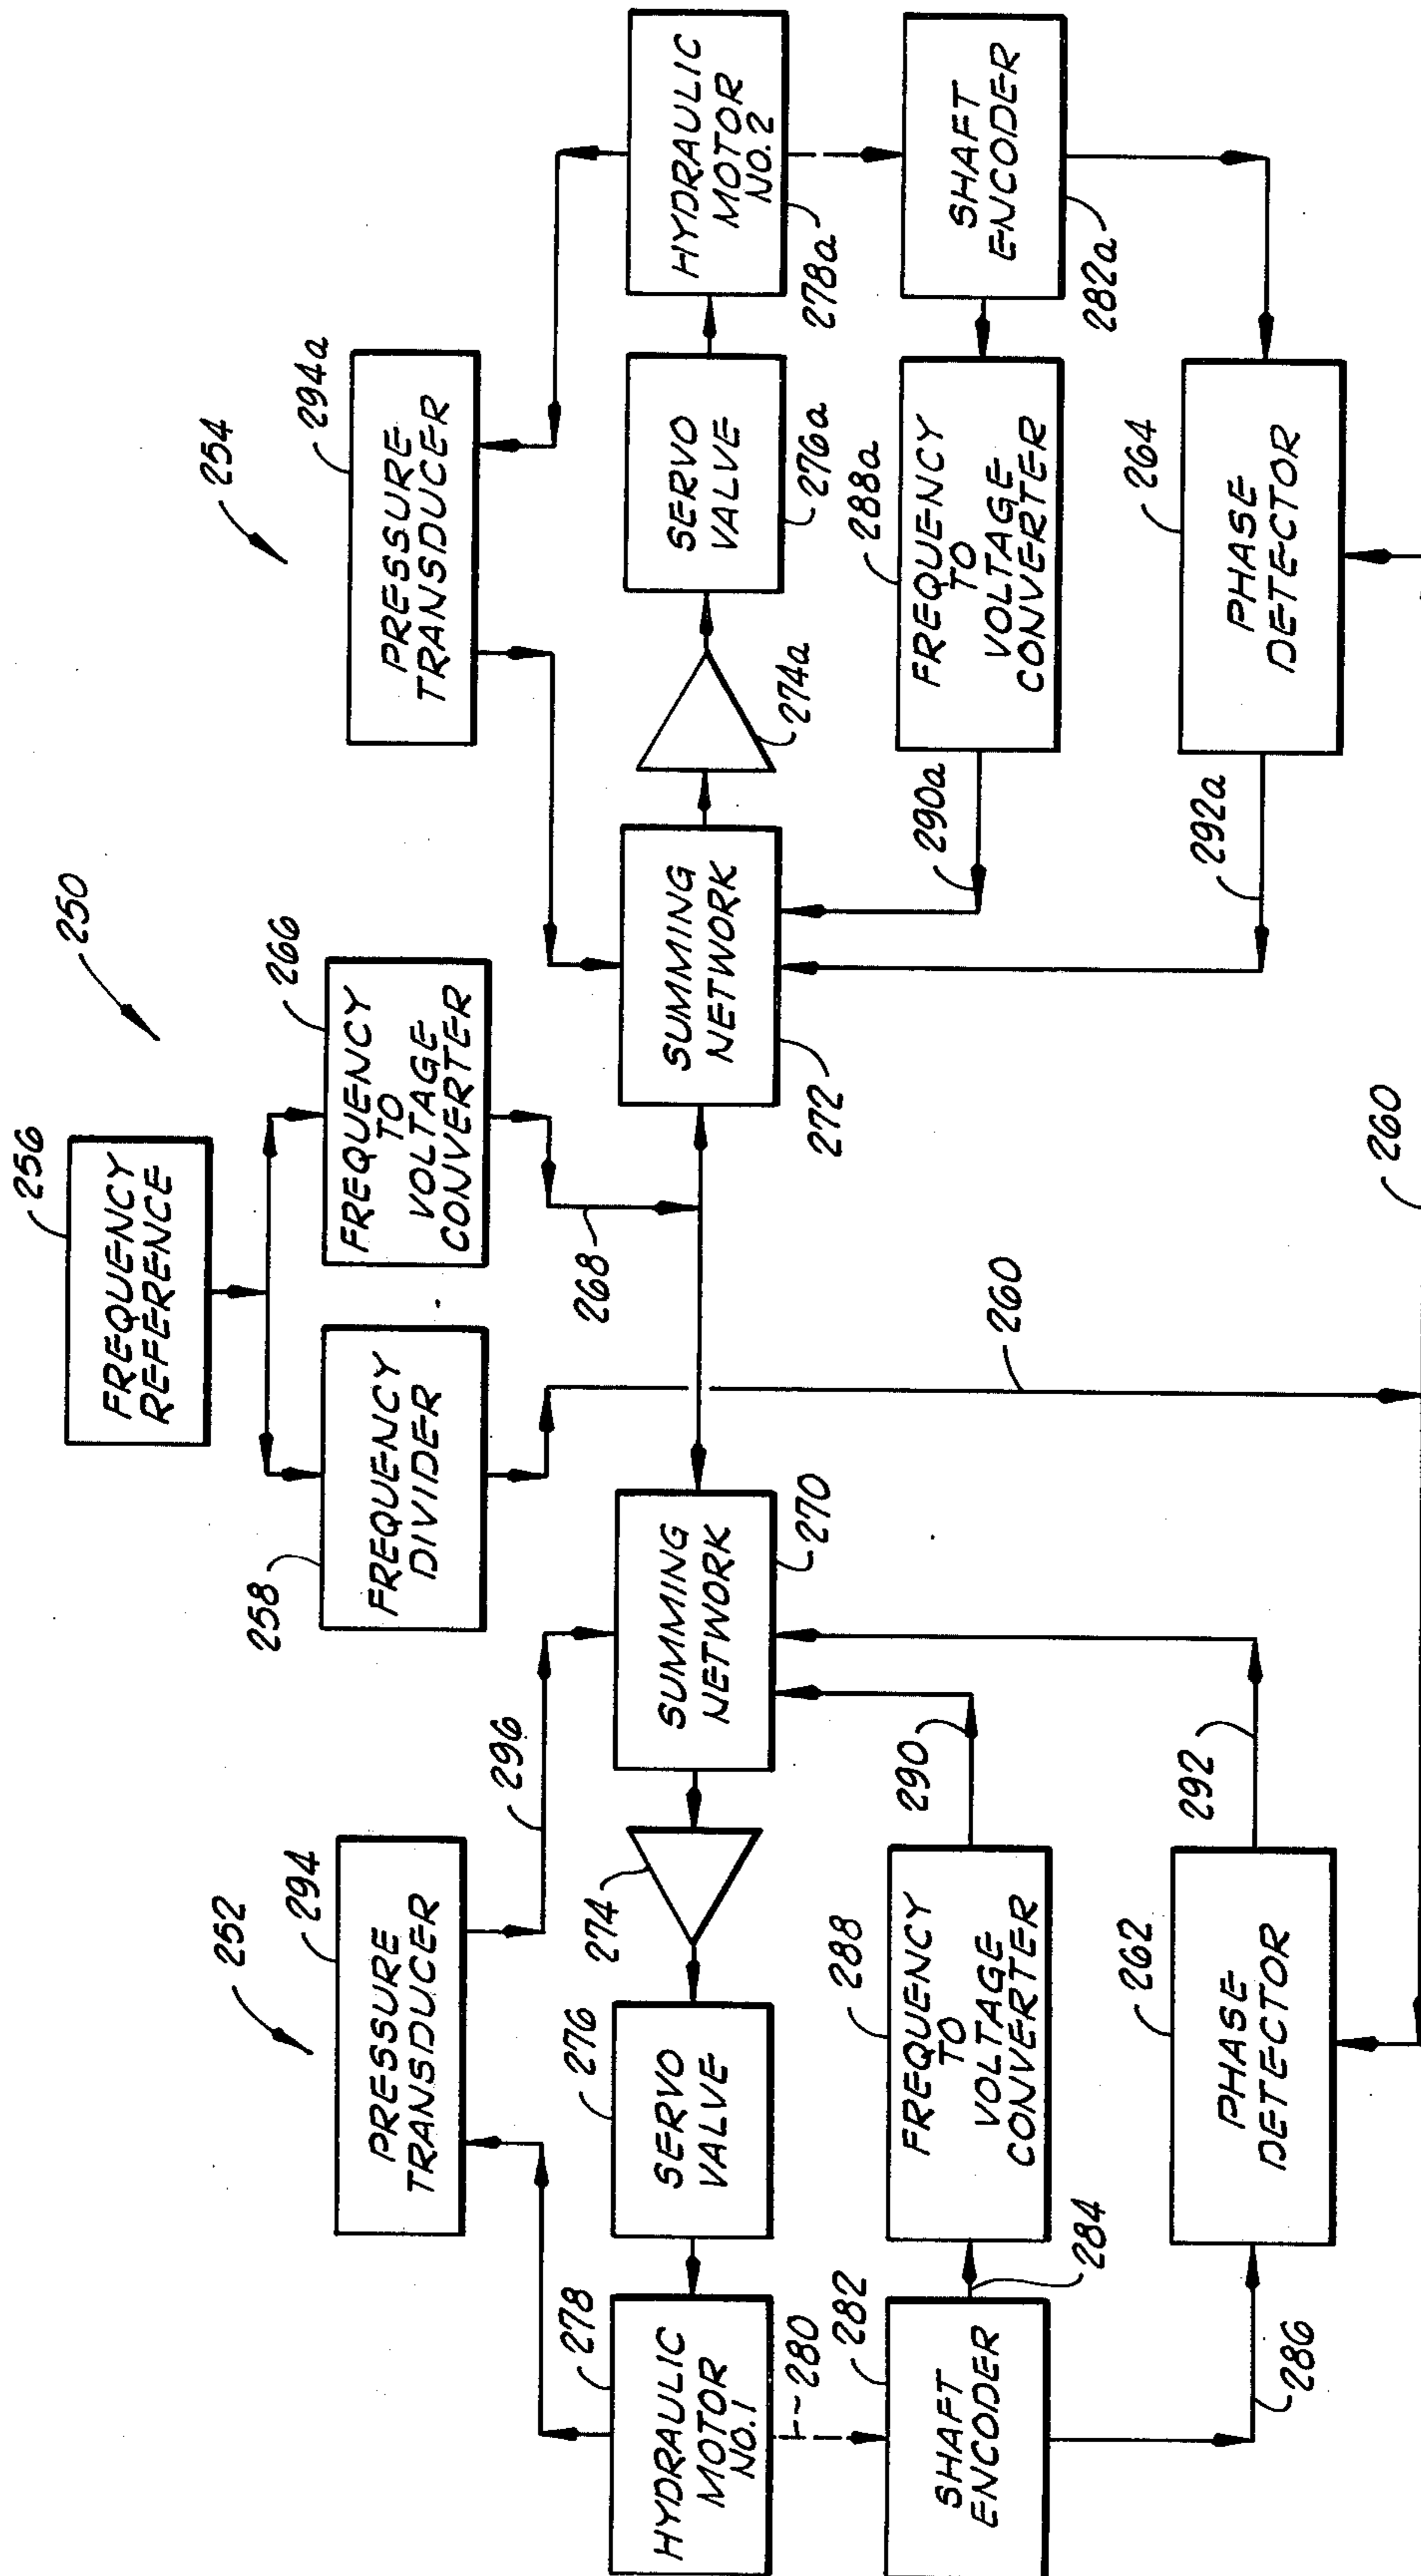 250
256
FREQUENCY
REFERENCE
252
254
294
PRESSURE
TRANSDUCER
258
FREQUENCY
DIVIDER
266
FREQUENCY
TO
VOLTAGE
CONVERTER
294a
PRESSURE
TRANSDUCER
296
268
278
HYDRAULIC
MOTOR
NO.1
276
SERVO
VALVE
274
SUMMING
NETWORK
270
SUMMING
NETWORK
272
274a
SERVO
VALVE
276a
HYDRAULIC
MOTOR
NO.2
278a
280
282
SHAFT
ENCODER
284
288
FREQUENCY
TO
VOLTAGE
CONVERTER
290
260
290a
288a
FREQUENCY
TO
VOLTAGE
CONVERTER
SHAFT
ENCODER
282a
286
262
PHASE
DETECTOR
292
292a
264
PHASE
DETECTOR
260